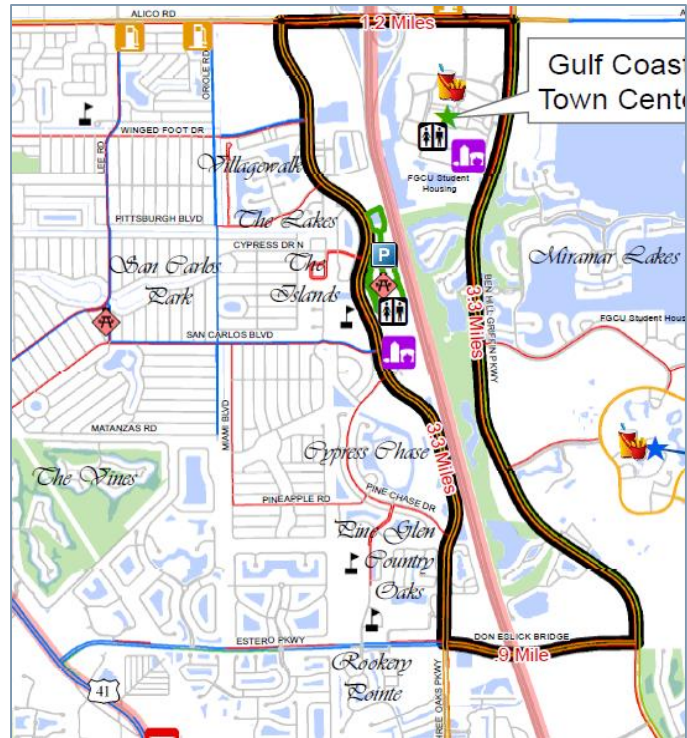 ALICO RD
1.2 Miles
A
ORIOLE RD
Gulf Coast
Town Cente
LEE RD
WINGED FOOT DR
Villagewalk
FGCU Student
Housing
PITTSBURGH BLVD
The Lakes
CYPRESS DR N
P
San Carlos
Park
The
Islands
Miramar Lakes
BEN HILL GRIFFIN PKWY
3.3 Miles
FGCU Student Hous
SAN CARLOS BLVD
MIAMI BLVD
MATANZAS RD
Cypress Chase
3.3 Miles
The Vines
PINEAPPLE RD
PINE CHASE DR
Pine Glen
Country
Oaks
ESTERO PKWY
DON ESLICK BRIDGE
.9 Mile
Rookery
Pointe
THREE OAKS PKWY
41